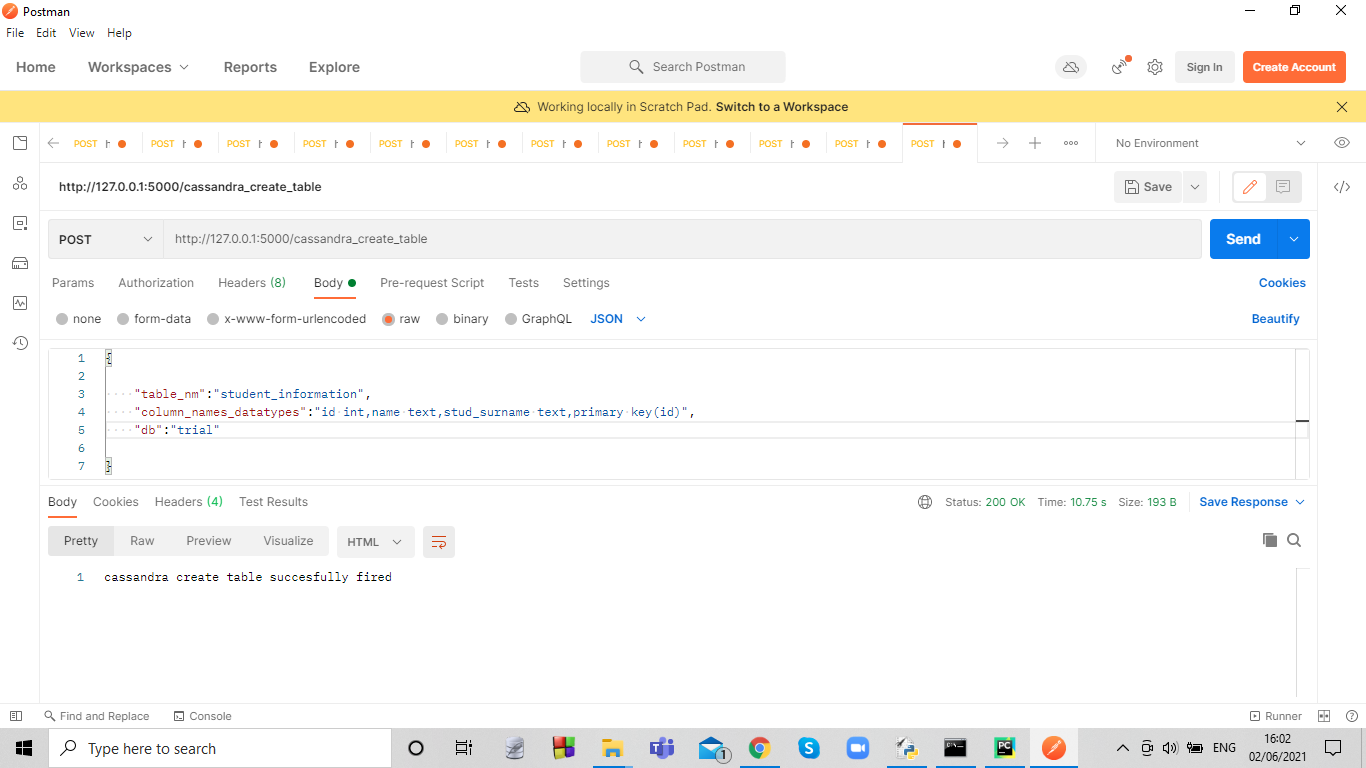 Postman
File Edit View Help
Home Workspaces Reports Explore Search Postman Sign In Create Account
Working locally in Scratch Pad. Switch to a Workspace
POST POST POST POST POST POST POST POST POST POST POST POST No Environment
http://127.0.0.1:5000/cassandra_create_table Save
POST http://127.0.0.1:5000/cassandra_create_table Send
Params Authorization Headers (8) Body Pre-request Script Tests Settings Cookies
none form-data x-www-form-urlencoded raw binary GraphQL JSON Beautify
1 {
2
3 "table_nm":"student_information",
4 "column_names_datatypes":"id int,name text,stud_surname text,primary key(id)",
5 "db":"trial"
6
7 }
Body Cookies Headers (4) Test Results Status: 200 OK Time: 10.75 s Size: 193 B Save Response
Pretty Raw Preview Visualize HTML
1 cassandra create table succesfully fired
Find and Replace Console Runner
Type here to search 1 ENG 16:02
02/06/2021